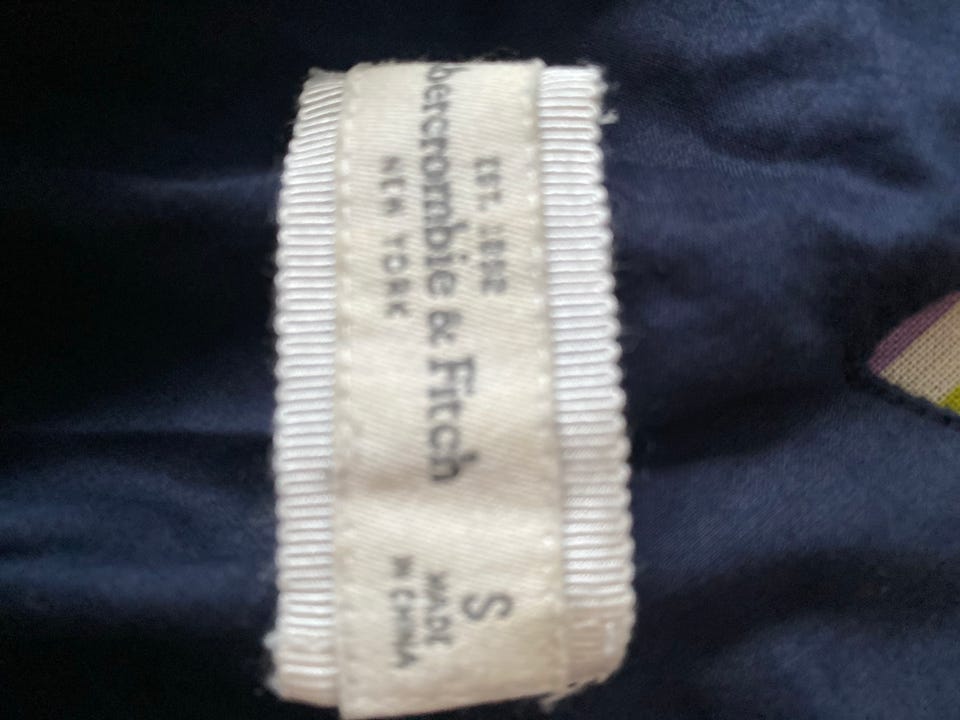 EST. 1892
bercrombie & Fitch
NEW YORK
S
MADE
IN CHINA